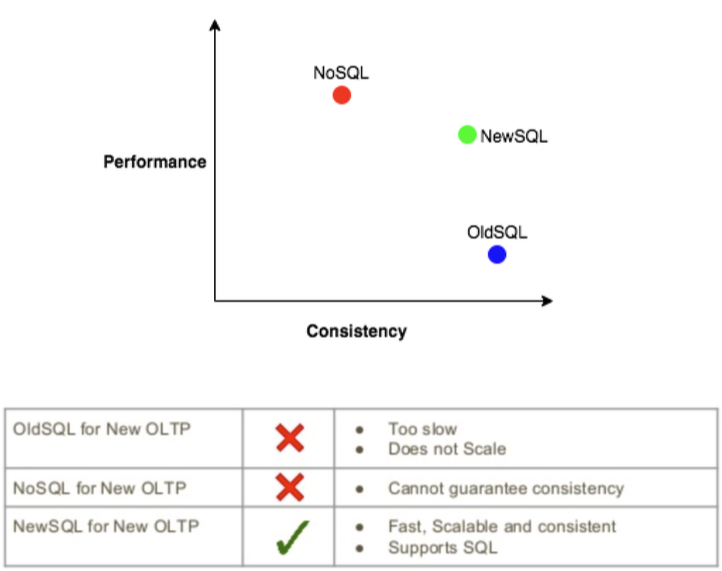 NoSQL
NewSQL
Performance
OldSQL
Consistency
OldSQL for New OLTP
• Too slow
• Does not Scale
NoSQL for New OLTP
• Cannot guarantee consistency
NewSQL for New OLTP
• Fast, Scalable and consistent
• Supports SQL